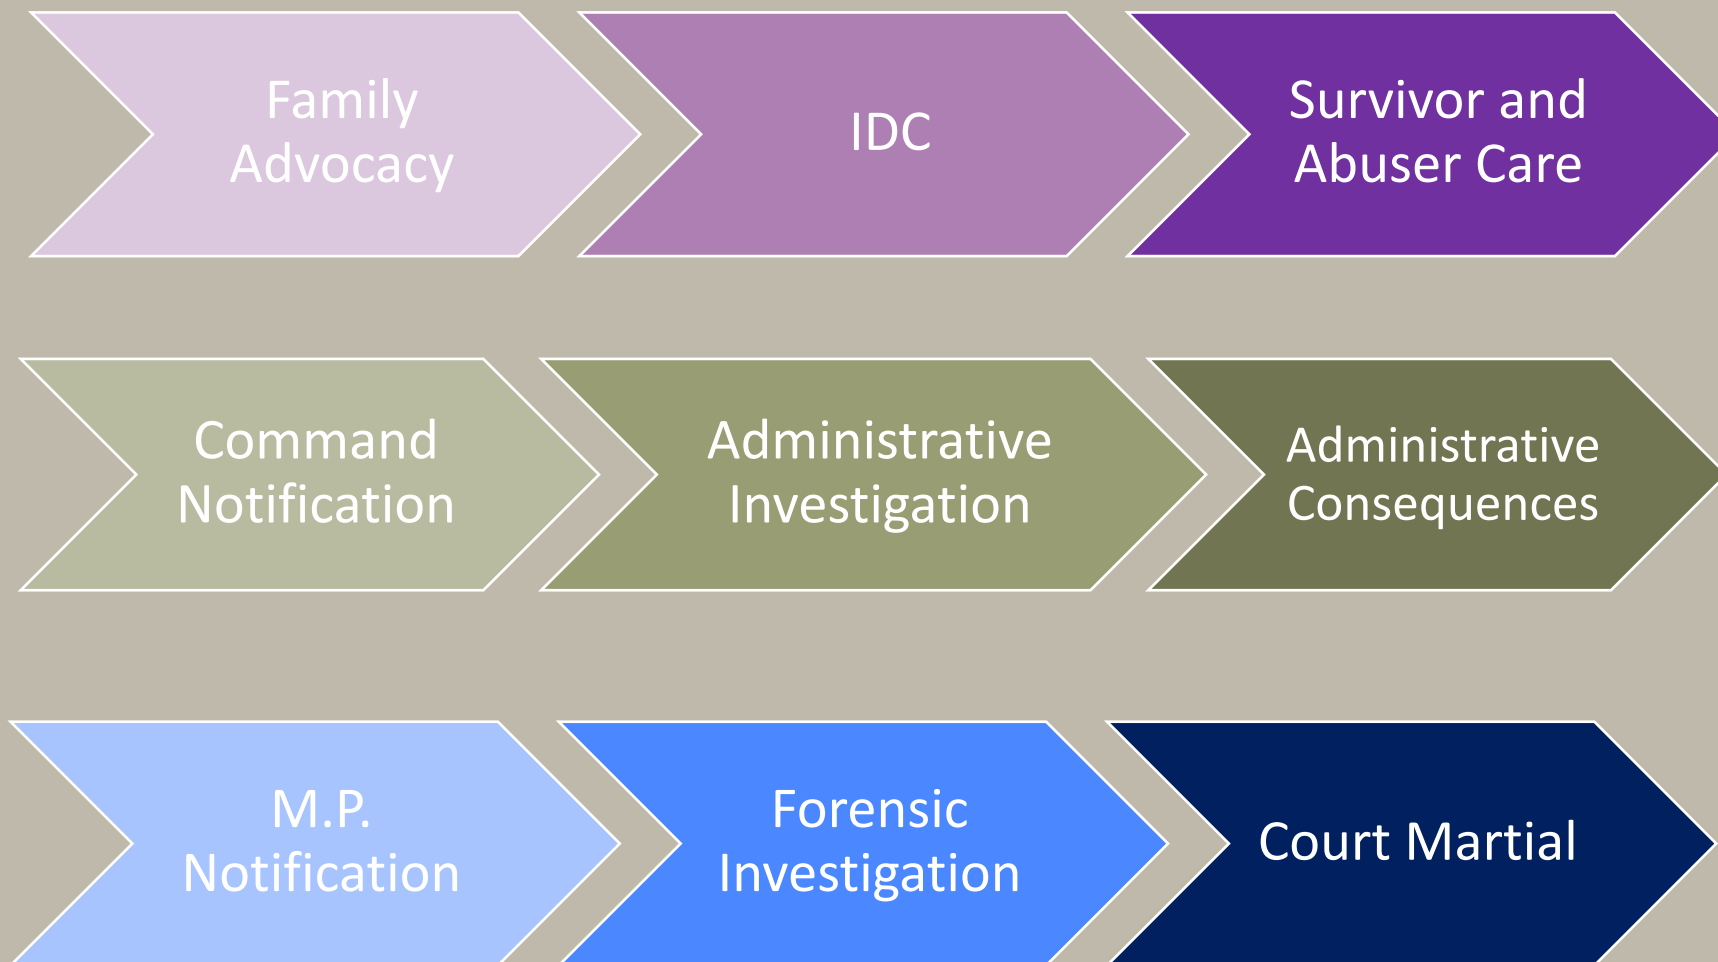 Family
Advocacy
IDC
Survivor and
Abuser Care
Command
Notification
Administrative
Investigation
Administrative
Consequences
M.P.
Notification
Forensic
Investigation
Court Martial